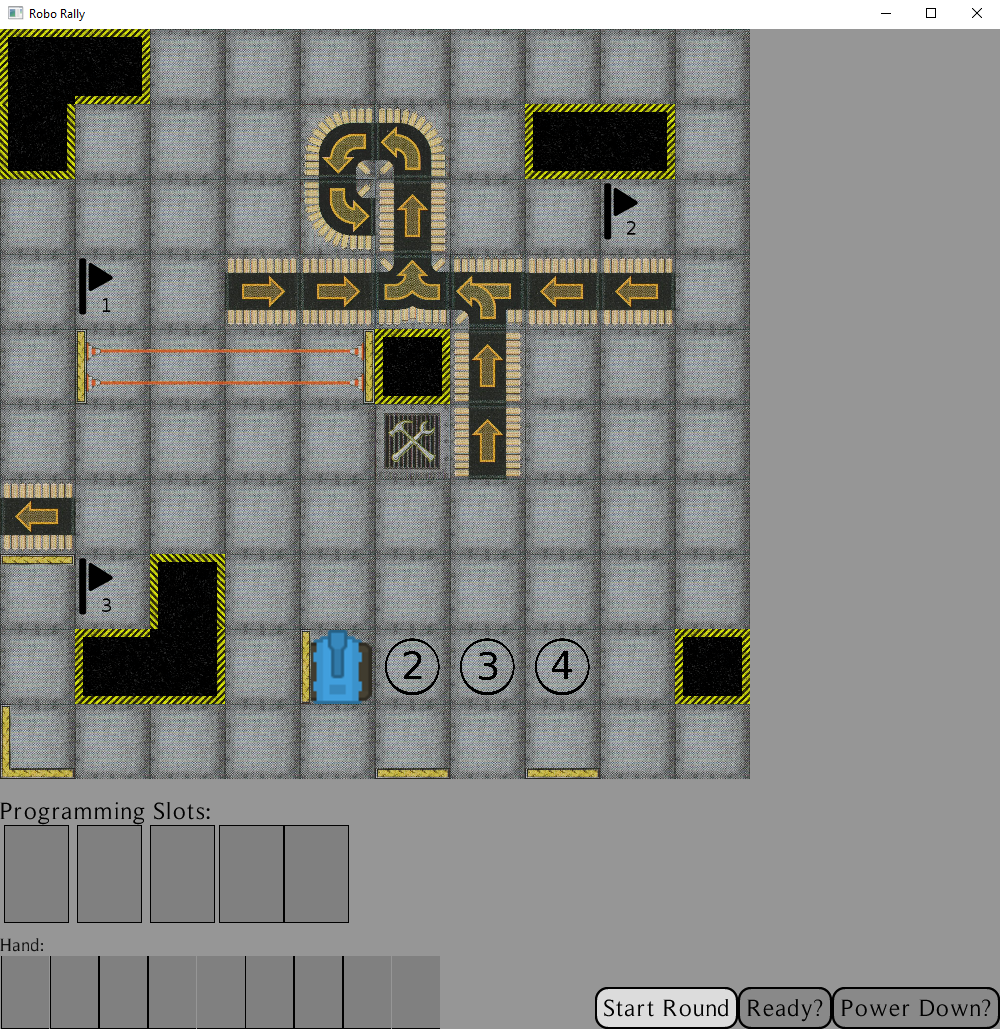 Robo Rally
2
1
3
2 3 4
Programming Slots:
Hand:
Start Round Ready? Power Down?